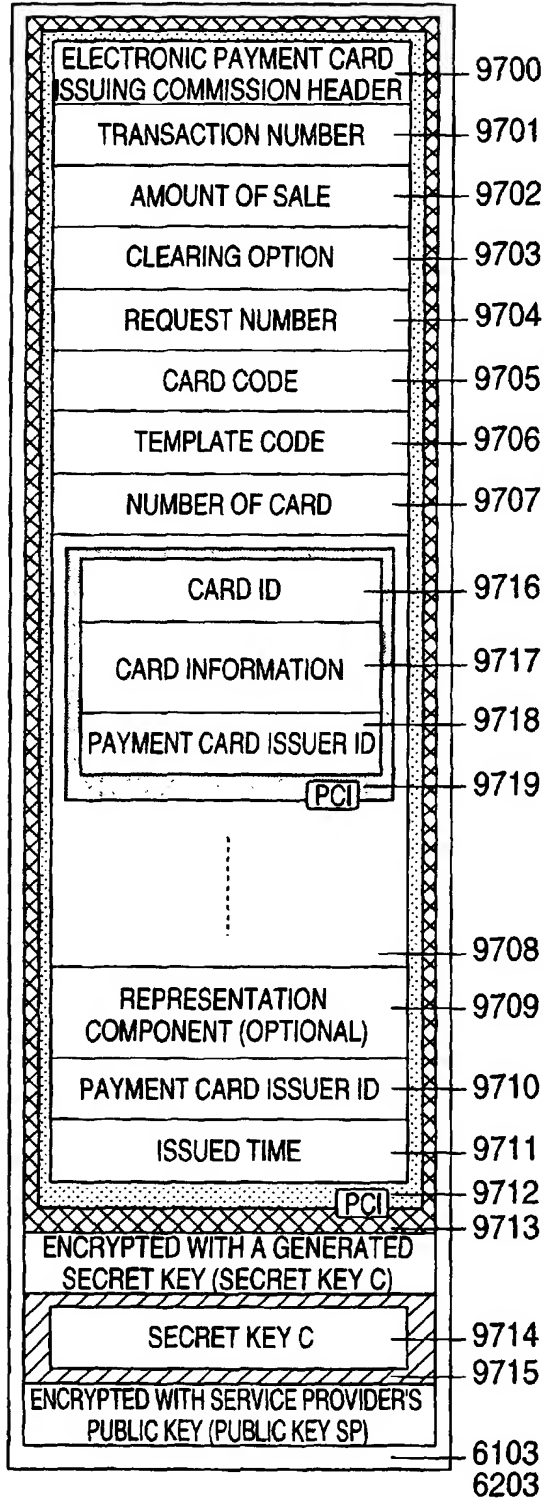 ELECTRONIC PAYMENT CARD
ISSUING COMMISSION HEADER
9700
TRANSACTION NUMBER
9701
AMOUNT OF SALE
9702
CLEARING OPTION
9703
REQUEST NUMBER
9704
CARD CODE
9705
TEMPLATE CODE
9706
NUMBER OF CARD
9707
CARD ID
9716
CARD INFORMATION
9717
PAYMENT CARD ISSUER ID
9718
PCI
9719
9708
REPRESENTATION
COMPONENT (OPTIONAL)
9709
PAYMENT CARD ISSUER ID
9710
ISSUED TIME
9711
PCI
9712
9713
ENCRYPTED WITH A GENERATED
SECRET KEY (SECRET KEY C)
SECRET KEY C
9714
9715
ENCRYPTED WITH SERVICE PROVIDER'S
PUBLIC KEY (PUBLIC KEY SP)
6103
6203